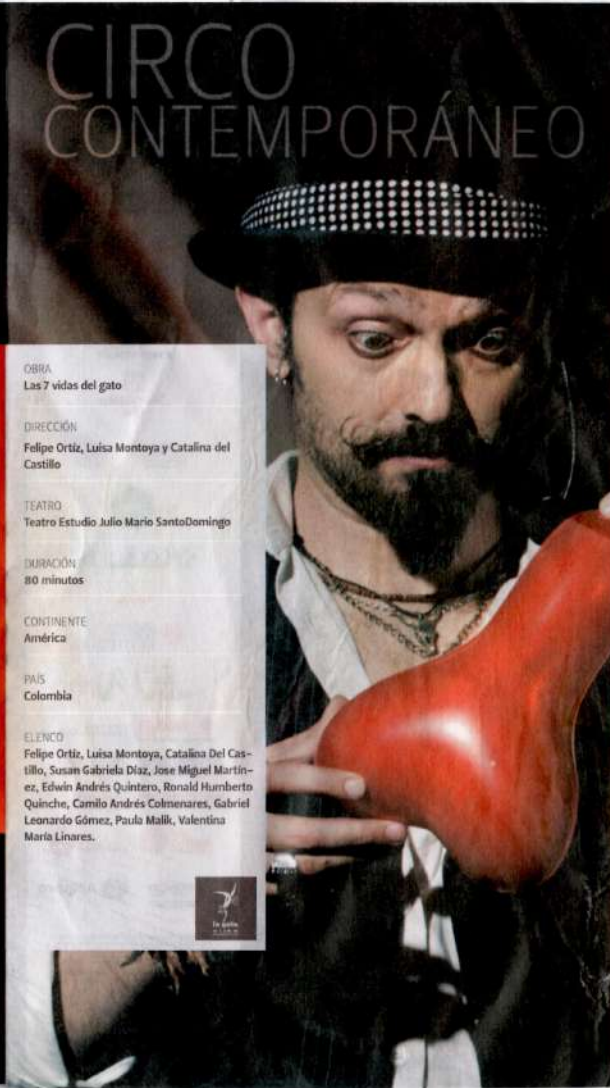 CIRCO
CONTEMPORÁNEO
OBRA
Las 7 vidas del gato
DIRECCIÓN
Felipe Ortíz, Luisa Montoya y Catalina del
Castillo
TEATRO
Teatro Estudio Julio Mario SantoDomingo
DURACIÓN
80 minutos
CONTINENTE
América
PAÍS
Colombia
ELENCO
Felipe Ortíz, Luisa Montoya, Catalina Del Cas-
tillo, Susan Gabriela Díaz, Jose Miguel Martín-
ez, Edwin Andrés Quintero, Ronald Humberto
Quinche, Camilo Andrés Colmenares, Gabriel
Leonardo Gómez, Paula Malik, Valentina
María Linares.